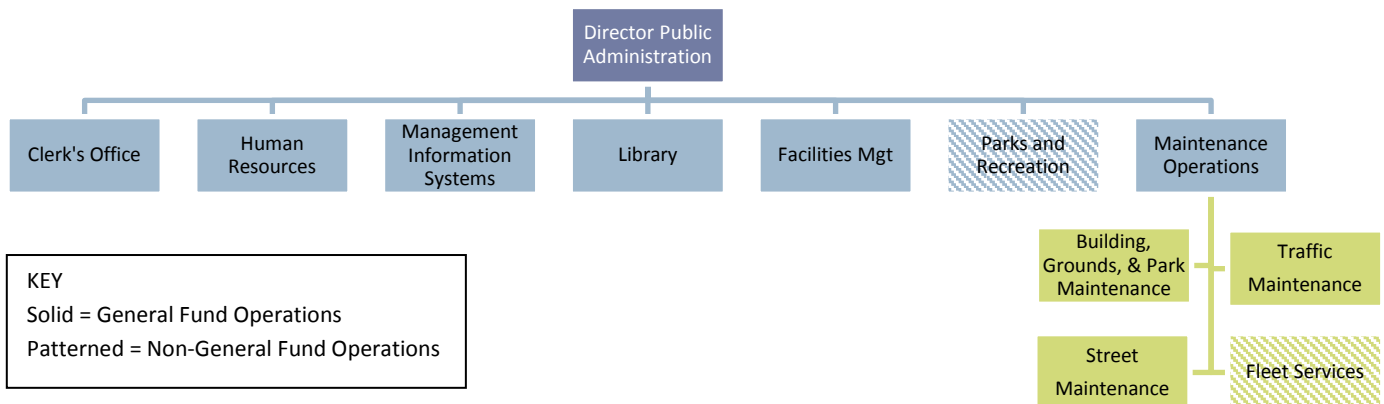 Director Public
Administration
Clerk's Office
Human
Resources
Management
Information
Systems
Library
Facilities Mgt
Parks and
Recreation
Maintenance
Operations
Building,
Grounds, & Park
Maintenance
Traffic
Maintenance
Street
Maintenance
Fleet Services
KEY
Solid = General Fund Operations
Patterned = Non-General Fund Operations